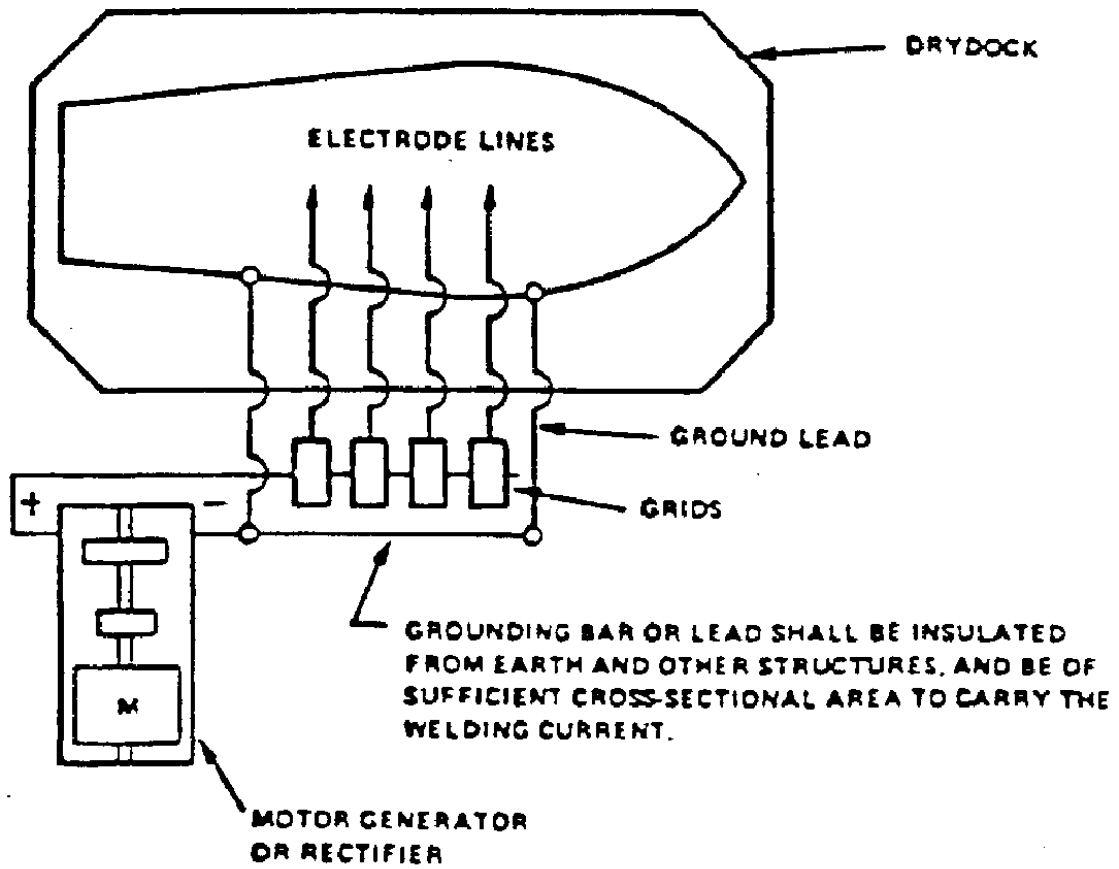 DRYDOCK
ELECTRODE LINES
GROUND LEAD
GRIDS
+ −
GROUNDING BAR OR LEAD SHALL BE INSULATED
FROM EARTH AND OTHER STRUCTURES, AND BE OF
SUFFICIENT CROSS-SECTIONAL AREA TO CARRY THE
WELDING CURRENT.
M
MOTOR GENERATOR
OR RECTIFIER